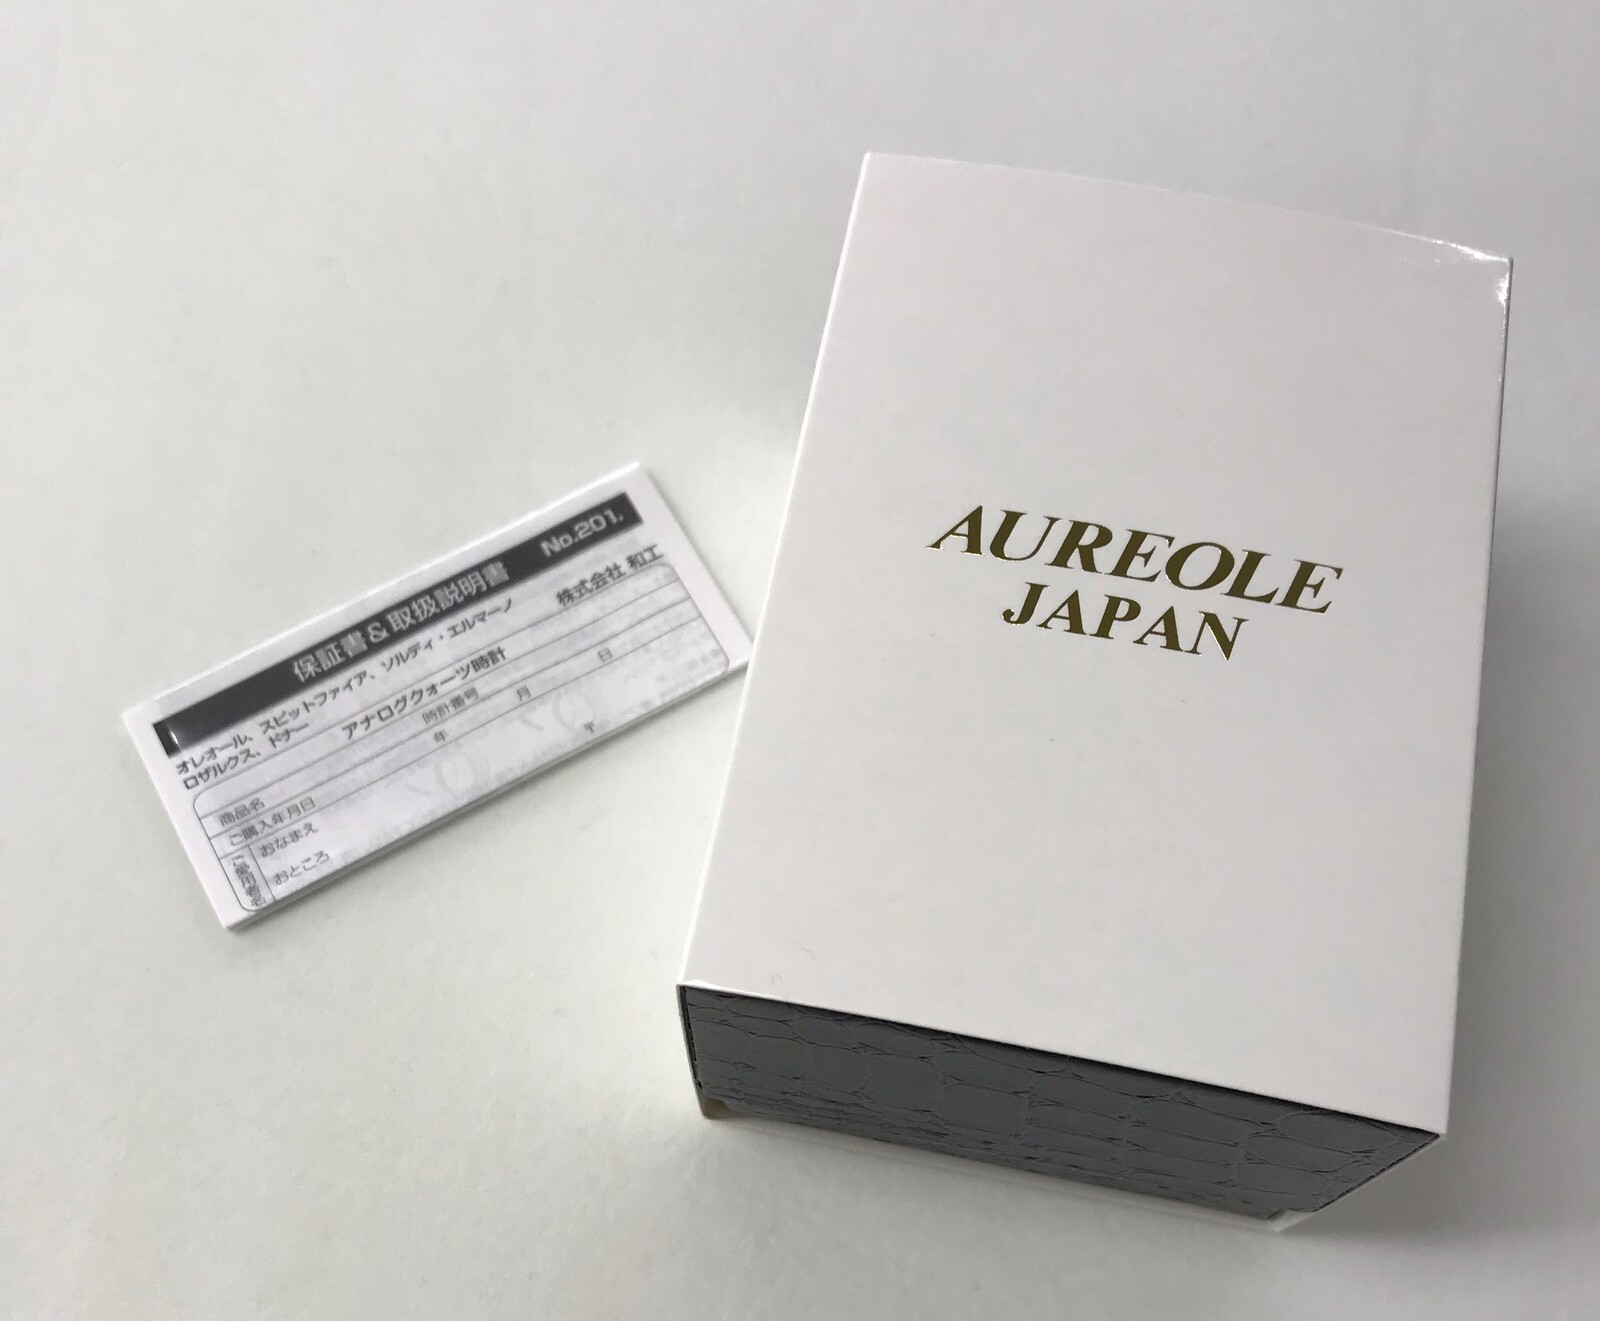 保証書&取扱説明書 No.201.
オレオール、スピットファイア、ソルディ・エルマーノ
ロザルクス、ドナー
株式会社 和工
アナログクォーツ時計
商品名 時計番号
ご購入年月日 年 月 日
おなまえ
おところ 〒
AUREOLE
JAPAN